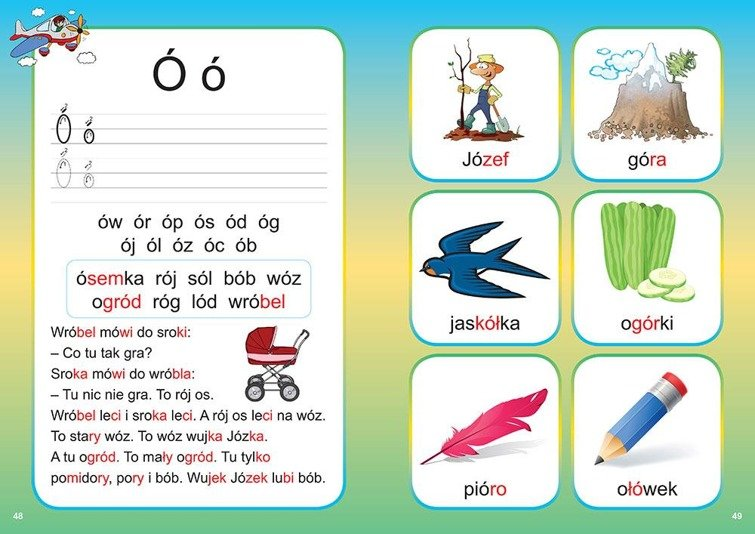 Ó ó
Ó ó
Ó ó
ów ór óp ós ód óg
ój ól óz óc ób
ósemka rój sól bób wóz
ogród róg lód wróbel
Wróbel mówi do sroki:
– Co tu tak gra?
Sroka mówi do wróbla:
– Tu nic nie gra. To rój os.
Wróbel leci i sroka leci. A rój os leci na wóz.
To stary wóz. To wóz wujka Józka.
A tu ogród. To mały ogród. Tu tylko
pomidory, pory i bób. Wujek Józek lubi bób.
48
Józef
góra
jaskółka
ogórki
pióro
ołówek
49